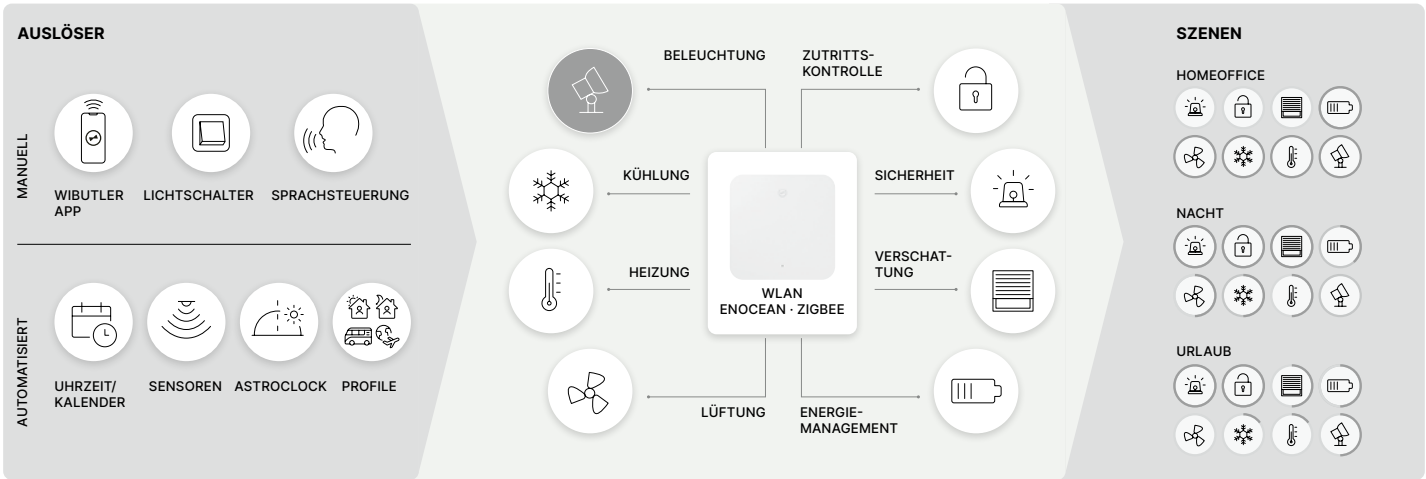 AUSLÖSER
MANUELL
WIBUTLER
APP
LICHTSCHALTER
SPRACHSTEUERUNG
AUTOMATISIERT
UHRZEIT/
KALENDER
SENSOREN
ASTROCLOCK
PROFILE
BELEUCHTUNG
ZUTRITTS-
KONTROLLE
KÜHLUNG
SICHERHEIT
HEIZUNG
VERSCHAT-
TUNG
WLAN
ENOCEAN · ZIGBEE
LÜFTUNG
ENERGIE-
MANAGEMENT
SZENEN
HOMEOFFICE
NACHT
URLAUB